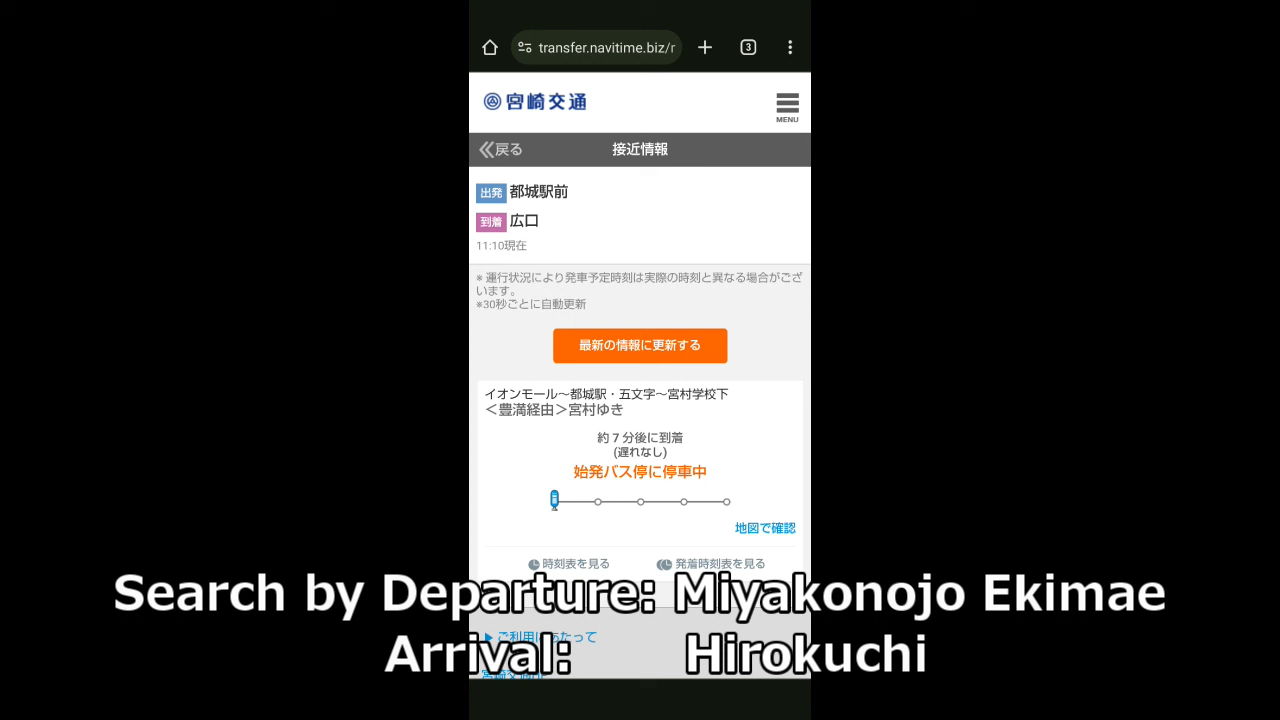 transfer.navitime.biz/r
3
宮崎交通
MENU
戻る
接近情報
出発 都城駅前
到着 広口
11:10現在
※ 運行状況により発車予定時刻は実際の時刻と異なる場合がござ
います。
※30秒ごとに自動更新
最新の情報に更新する
イオンモール〜都城駅・五文字〜宮村学校下
＜豊満経由＞宮村ゆき
約 7 分後に到着
(遅れなし)
始発バス停に停車中
地図で確認
時刻表を見る
発着時刻表を見る
Search by Departure: Miyakonojo Ekimae
ご利用にあたって
Arrival: Hirokuchi